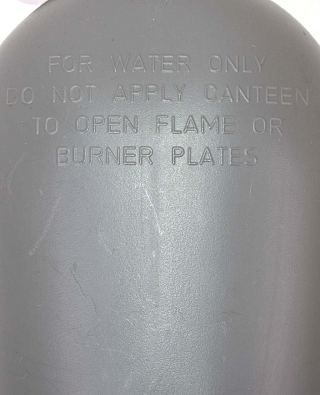 FOR WATER ONLY
DO NOT APPLY CANTEEN
TO OPEN FLAME OR
BURNER PLATES